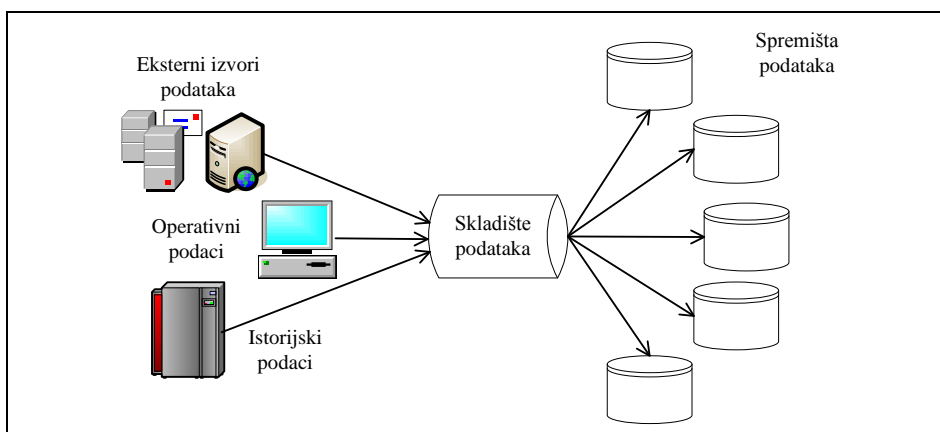 Eksterni izvori
podataka
Operativni
podaci
Istorijski
podaci
Skladište
podataka
Spremišta
podataka